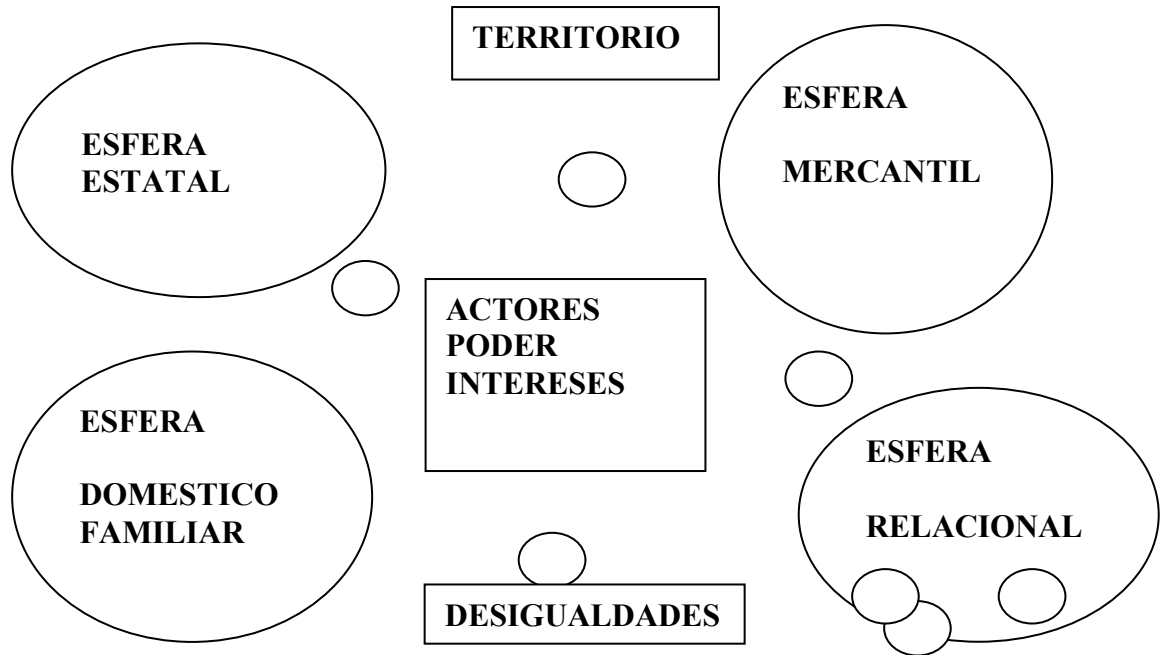 TERRITORIO
ESFERA
ESTATAL
ESFERA
MERCANTIL
ACTORES
PODER
INTERESES
ESFERA
DOMESTICO
FAMILIAR
ESFERA
RELACIONAL
DESIGUALDADES